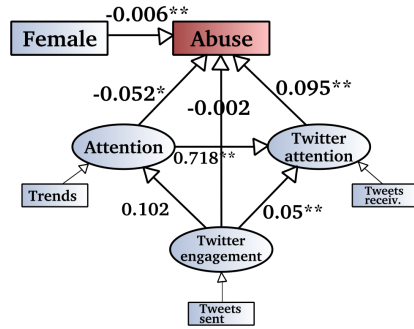 -0.006**
Female
Abuse
-0.052*
-0.002
0.095**
Attention
0.718**
Twitter
attention
Trends
Tweets
receiv.
0.102
0.05**
Twitter
engagement
Tweets
sent